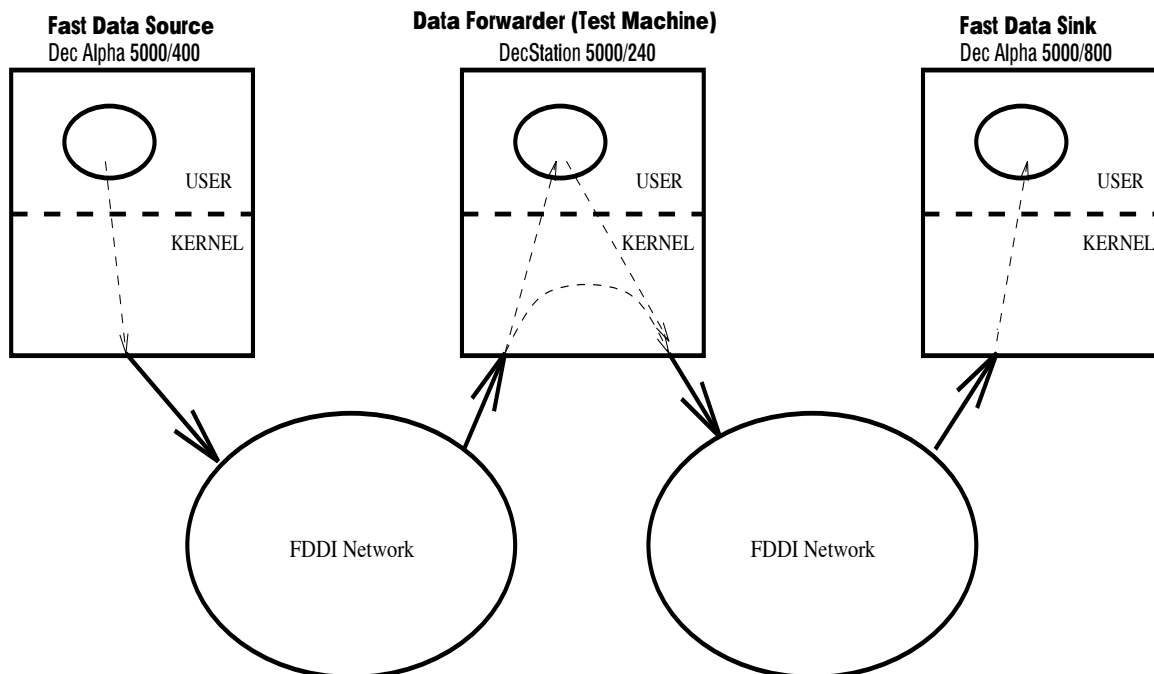 Fast Data Source
Dec Alpha 5000/400
USER
KERNEL
Data Forwarder (Test Machine)
DecStation 5000/240
USER
KERNEL
Fast Data Sink
Dec Alpha 5000/800
USER
KERNEL
FDDI Network
FDDI Network